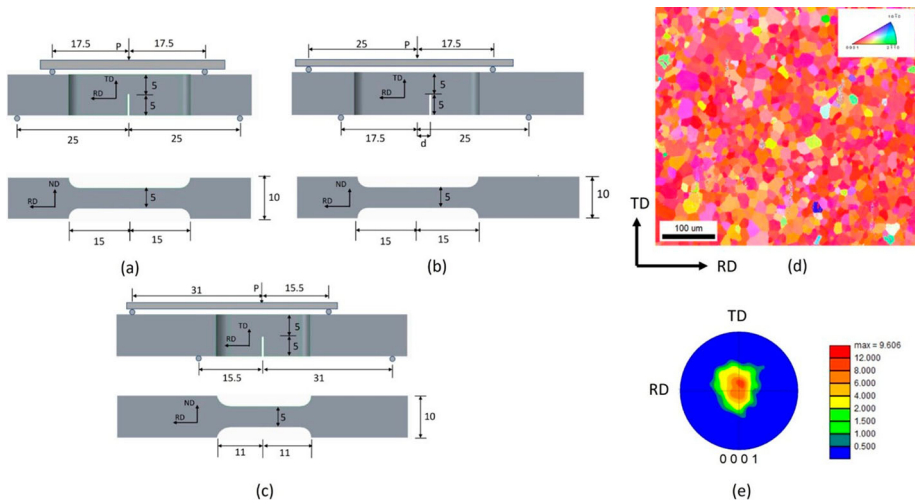 17.5 P 17.5
TD
RD
5
5
25 25
ND
RD
5
10
15 15
(a)
25 P 17.5
TD
RD
5
5
17.5 25
d
ND
RD
5
10
15 15
(b)
31 P 15.5
TD
RD
5
5
15.5 31
ND
RD
5
10
11 11
(c)
0001
TD
100 um
RD
(d)
TD
RD
0 0 0 1
max = 9.606
12.000
8.000
6.000
4.000
2.000
1.500
1.000
0.500
(e)